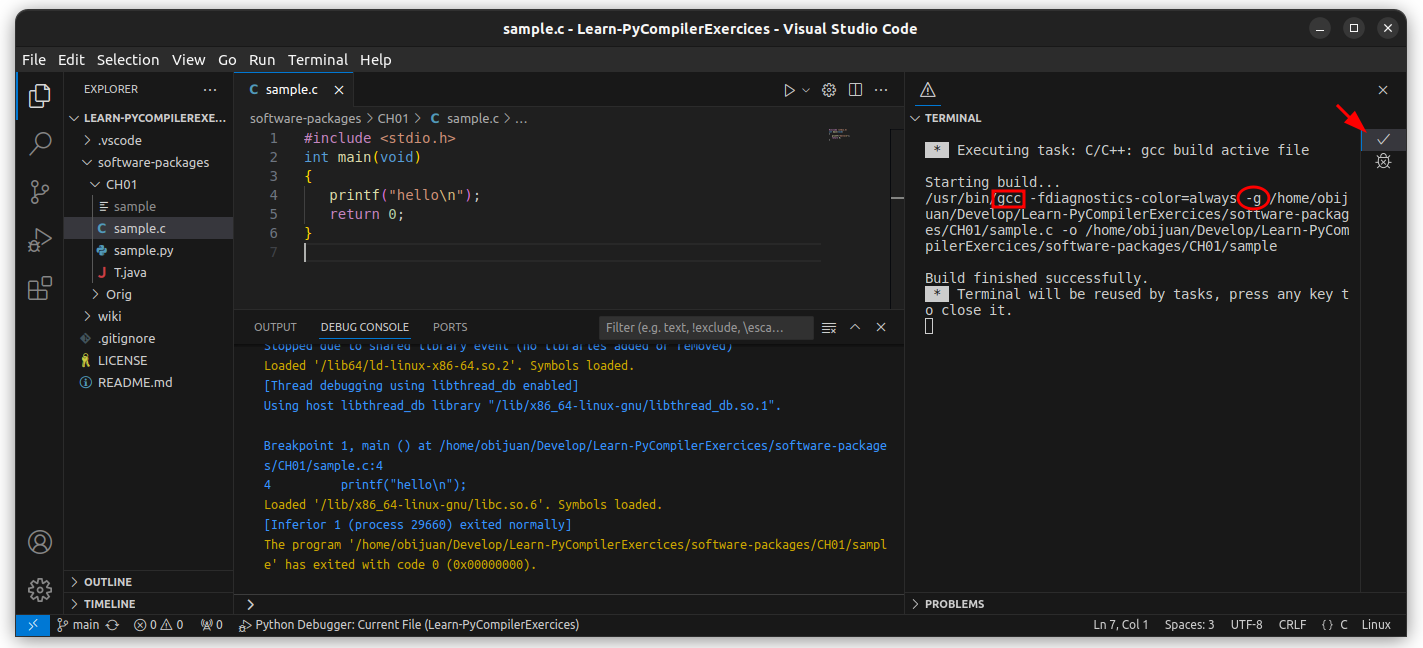 sample.c - Learn-PyCompilerExercices - Visual Studio Code
File Edit Selection View Go Run Terminal Help
EXPLORER
LEARN-PYCOMPILEREXE...
.vscode
software-packages
CH01
sample
sample.c
sample.py
T.java
Orig
wiki
.gitignore
LICENSE
README.md
OUTLINE
TIMELINE
sample.c
software-packages > CH01 > C sample.c > ...
1 #include <stdio.h>
2 int main(void)
3 {
4 printf("hello\n");
5 return 0;
6 }
7
OUTPUT DEBUG CONSOLE PORTS Filter (e.g. text, !exclude, \esca...
Stopped due to shared library event (no libraries added or removed)
Loaded '/lib64/ld-linux-x86-64.so.2'. Symbols loaded.
[Thread debugging using libthread_db enabled]
Using host libthread_db library "/lib/x86_64-linux-gnu/libthread_db.so.1".
Breakpoint 1, main () at /home/obijuan/Develop/Learn-PyCompilerExercices/software-package
s/CH01/sample.c:4
4 printf("hello\n");
Loaded '/lib/x86_64-linux-gnu/libc.so.6'. Symbols loaded.
[Inferior 1 (process 29660) exited normally]
The program '/home/obijuan/Develop/Learn-PyCompilerExercices/software-packages/CH01/sampl
e' has exited with code 0 (0x00000000).
TERMINAL
* Executing task: C/C++: gcc build active file
Starting build...
/usr/bin/gcc -fdiagnostics-color=always -g /home/obij
uan/Develop/Learn-PyCompilerExercices/software-packag
es/CH01/sample.c -o /home/obijuan/Develop/Learn-PyCom
pilerExercices/software-packages/CH01/sample
Build finished successfully.
* Terminal will be reused by tasks, press any key t
o close it.
PROBLEMS
main 0 0 0 Python Debugger: Current File (Learn-PyCompilerExercices) Ln 7, Col 1 Spaces: 3 UTF-8 CRLF {} C Linux